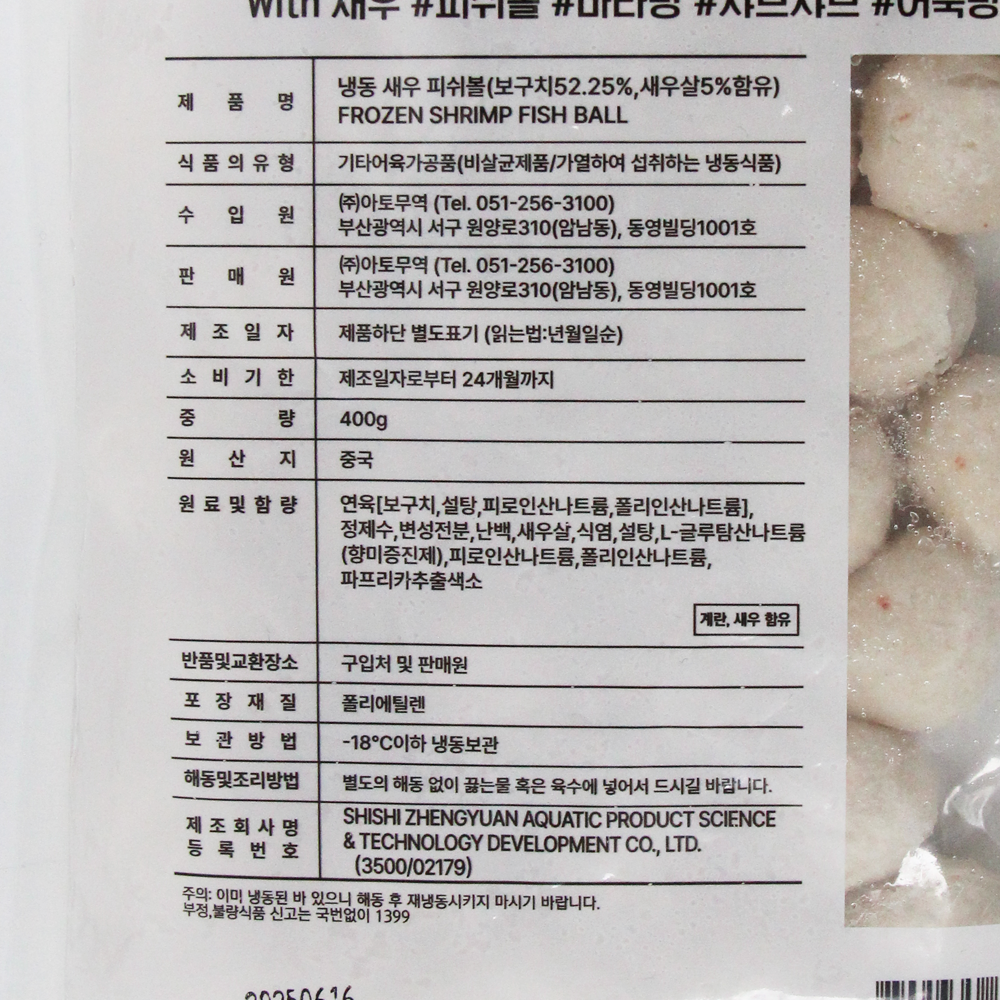 with 새우 #피쉬볼 #마라탕 #샤브샤브 #어묵탕
제품명 냉동 새우 피쉬볼(보구치52.25%,새우살5%함유)
FROZEN SHRIMP FISH BALL
식품의유형 기타어육가공품(비살균제품/가열하여 섭취하는 냉동식품)
수입원 ㈜아토무역 (Tel. 051-256-3100)
부산광역시 서구 원양로310(암남동), 동영빌딩1001호
판매원 ㈜아토무역 (Tel. 051-256-3100)
부산광역시 서구 원양로310(암남동), 동영빌딩1001호
제조일자 제품하단 별도표기 (읽는법:년월일순)
소비기한 제조일자로부터 24개월까지
중량 400g
원산지 중국
원료및함량 연육[보구치,설탕,피로인산나트륨,폴리인산나트륨],
정제수,변성전분,난백,새우살,식염,설탕,L-글루탐산나트륨
(향미증진제),피로인산나트륨,폴리인산나트륨,
파프리카추출색소
계란, 새우 함유
반품및교환장소 구입처 및 판매원
포장재질 폴리에틸렌
보관방법 -18°C이하 냉동보관
해동및조리방법 별도의 해동 없이 끓는물 혹은 육수에 넣어서 드시길 바랍니다.
제조회사명 SHISHI ZHENGYUAN AQUATIC PRODUCT SCIENCE
등록번호 & TECHNOLOGY DEVELOPMENT CO., LTD.
(3500/02179)
주의: 이미 냉동된 바 있으니 해동 후 재냉동시키지 마시기 바랍니다.
부정,불량식품 신고는 국번없이 1399
20250616